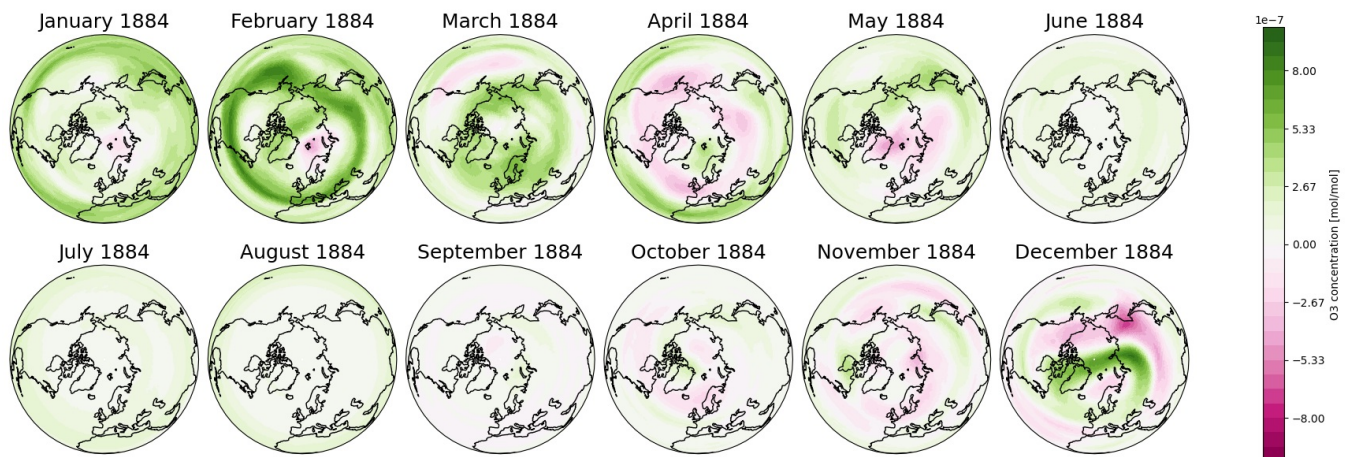 January 1884
February 1884
March 1884
April 1884
May 1884
June 1884
July 1884
August 1884
September 1884
October 1884
November 1884
December 1884
1e−7
8.00
5.33
2.67
0.00
−2.67
−5.33
−8.00
O3 concentration [mol/mol]